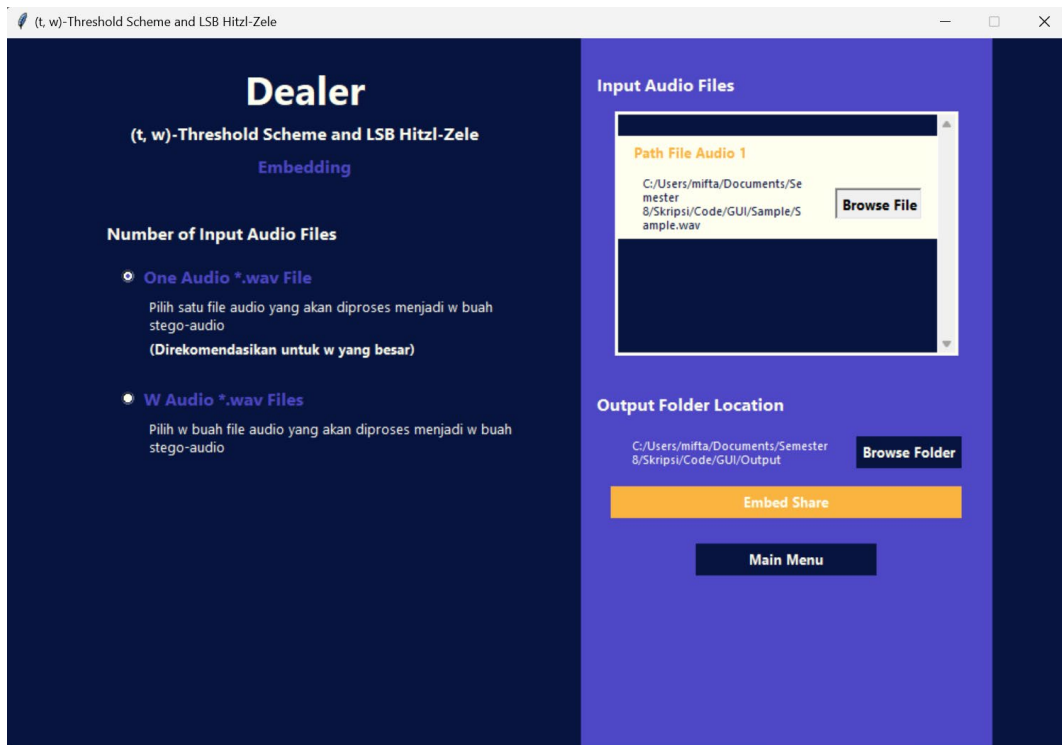 (t, w)-Threshold Scheme and LSB Hitzl-Zele
Dealer
(t, w)-Threshold Scheme and LSB Hitzl-Zele
Embedding
Number of Input Audio Files
One Audio *.wav File
Pilih satu file audio yang akan diproses menjadi w buah
stego-audio
(Direkomendasikan untuk w yang besar)
W Audio *.wav Files
Pilih w buah file audio yang akan diproses menjadi w buah
stego-audio
Input Audio Files
Path File Audio 1
C:/Users/mifta/Documents/Se
mester
8/Skripsi/Code/GUI/Sample/S
ample.wav
Browse File
Output Folder Location
C:/Users/mifta/Documents/Semester
8/Skripsi/Code/GUI/Output
Browse Folder
Embed Share
Main Menu